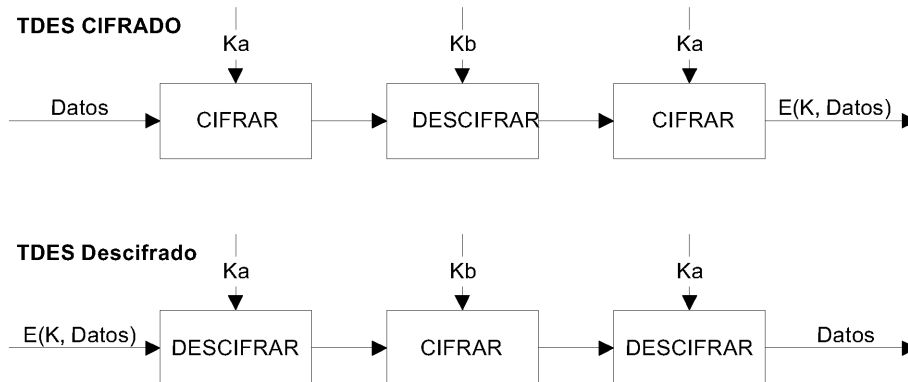 TDES CIFRADO
Ka
Kb
Ka
Datos
CIFRAR
DESCIFRAR
CIFRAR
E(K, Datos)
TDES Descifrado
Ka
Kb
Ka
E(K, Datos)
DESCIFRAR
CIFRAR
DESCIFRAR
Datos